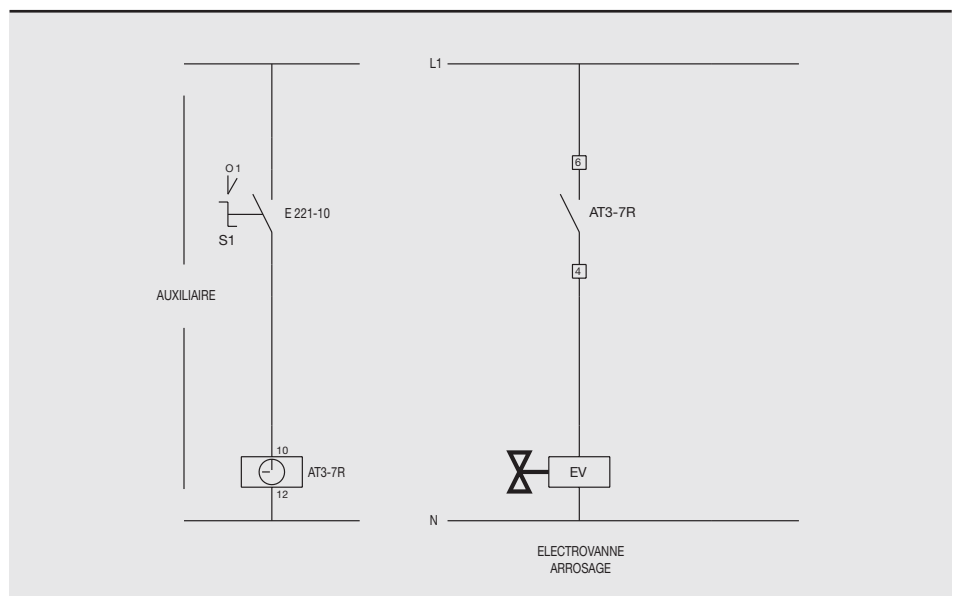 L1
6
O 1
E 221-10
AT3-7R
S1
4
AUXILIAIRE
10
AT3-7R
EV
12
N
ELECTROVANNE
ARROSAGE